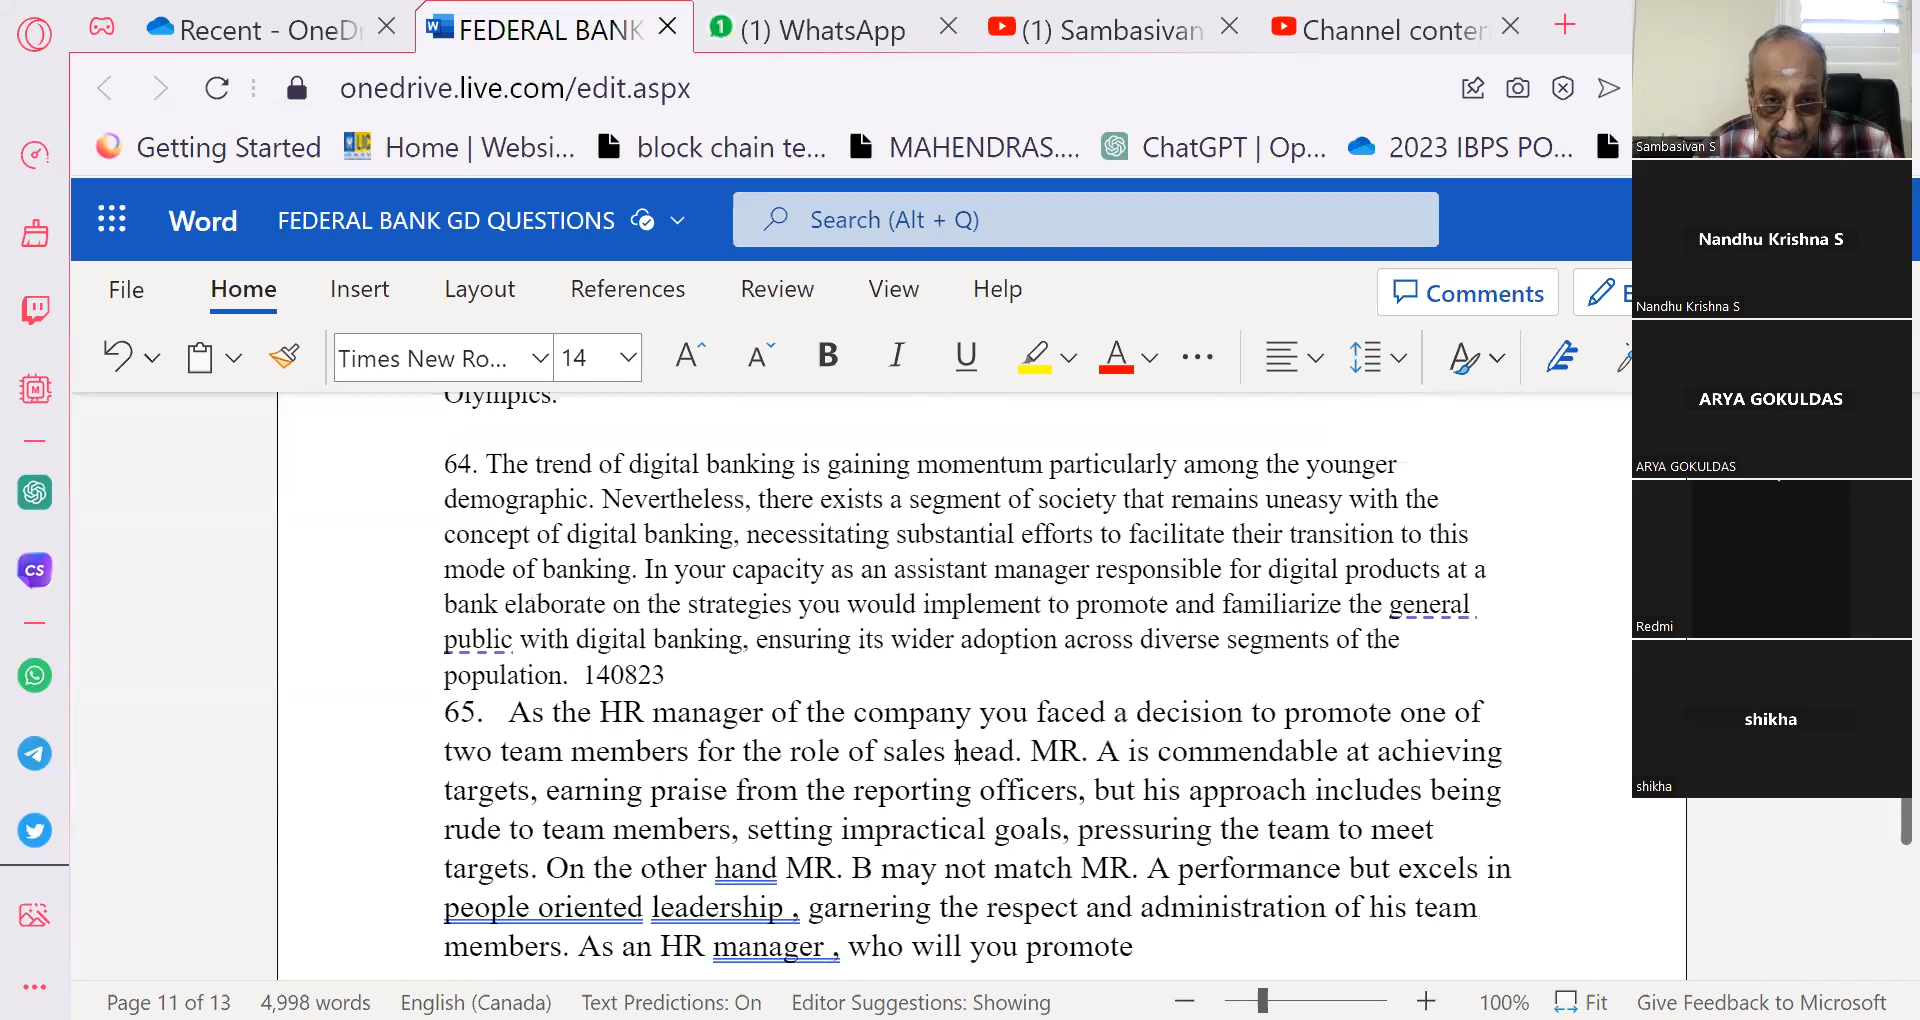 Recent - OneD
FEDERAL BANK
(1) WhatsApp
(1) Sambasivan
Channel conter
onedrive.live.com/edit.aspx
Getting Started
Home | Websi...
block chain te...
MAHENDRAS....
ChatGPT | Op...
2023 IBPS PO...
Word
FEDERAL BANK GD QUESTIONS
Search (Alt + Q)
File
Home
Insert
Layout
References
Review
View
Help
Comments
Times New Ro...
14
Olympics.
64. The trend of digital banking is gaining momentum particularly among the younger
demographic. Nevertheless, there exists a segment of society that remains uneasy with the
concept of digital banking, necessitating substantial efforts to facilitate their transition to this
mode of banking. In your capacity as an assistant manager responsible for digital products at a
bank elaborate on the strategies you would implement to promote and familiarize the general
public with digital banking, ensuring its wider adoption across diverse segments of the
population. 140823
65. As the HR manager of the company you faced a decision to promote one of
two team members for the role of sales head. MR. A is commendable at achieving
targets, earning praise from the reporting officers, but his approach includes being
rude to team members, setting impractical goals, pressuring the team to meet
targets. On the other hand MR. B may not match MR. A performance but excels in
people oriented leadership , garnering the respect and administration of his team
members. As an HR manager , who will you promote
Page 11 of 13
4,998 words
English (Canada)
Text Predictions: On
Editor Suggestions: Showing
100%
Fit
Give Feedback to Microsoft
Sambasivan S
Nandhu Krishna S
Nandhu Krishna S
ARYA GOKULDAS
ARYA GOKULDAS
Redmi
shikha
shikha
CS